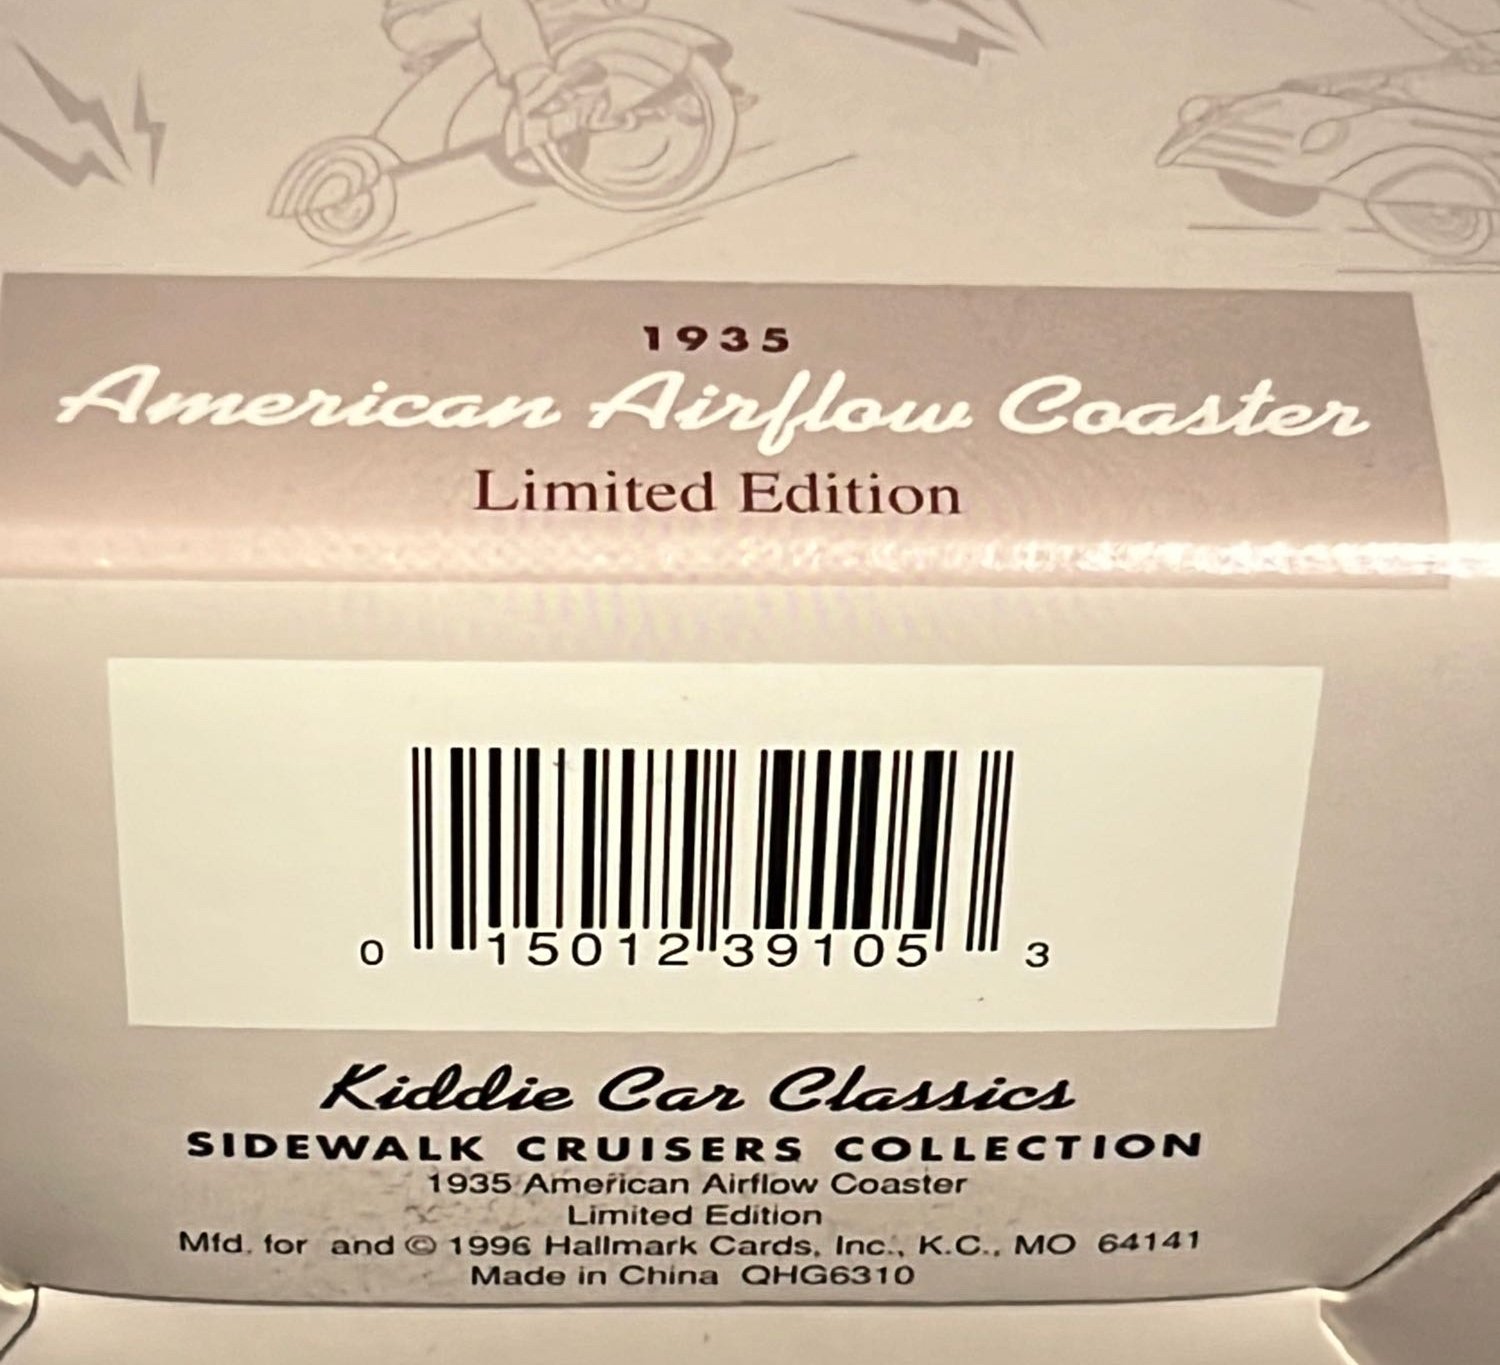 1935
American Airflow Coaster
Limited Edition
0 15012 39105 3
Kiddie Car Classics
SIDEWALK CRUISERS COLLECTION
1935 American Airflow Coaster
Limited Edition
Mfd. for and © 1996 Hallmark Cards, Inc., K.C., MO 64141
Made in China QHG6310